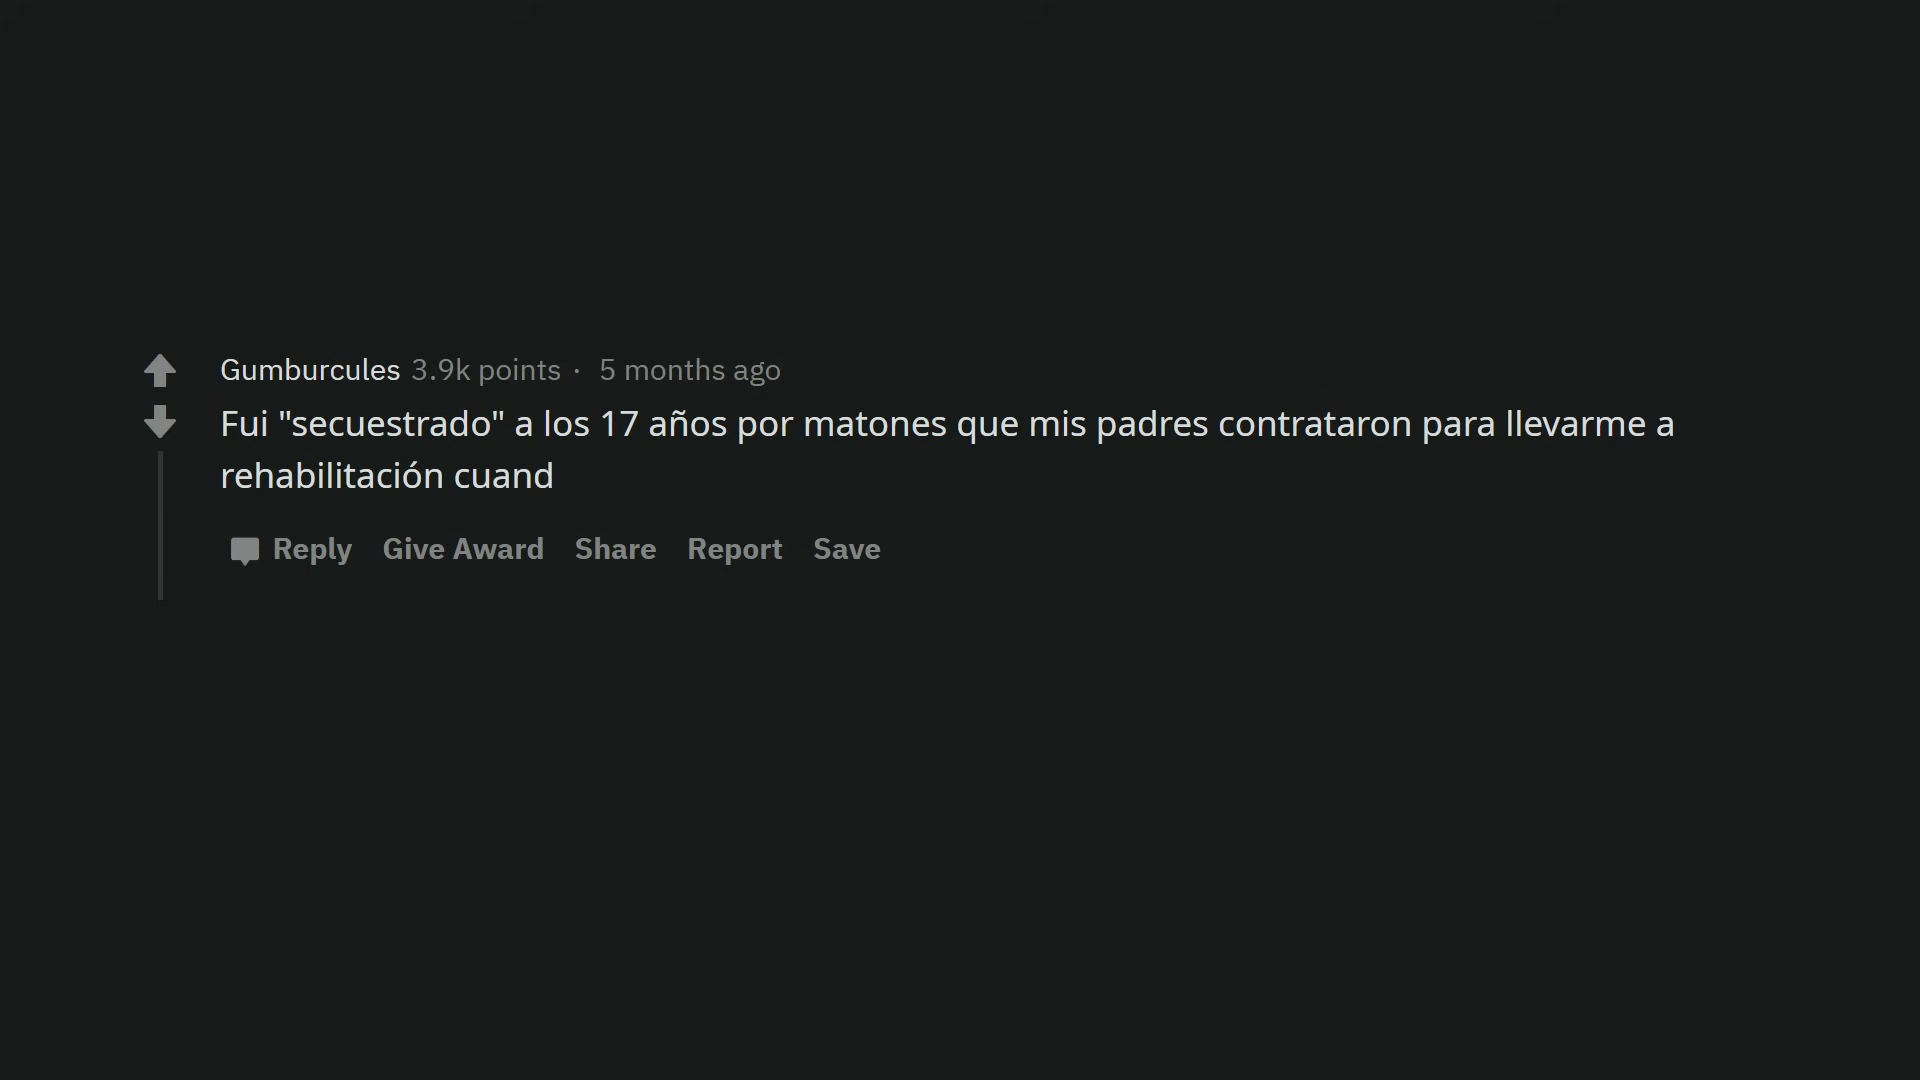 Gumburcules 3.9k points · 5 months ago
Fui "secuestrado" a los 17 años por matones que mis padres contrataron para llevarme a
rehabilitación cuand
Reply Give Award Share Report Save